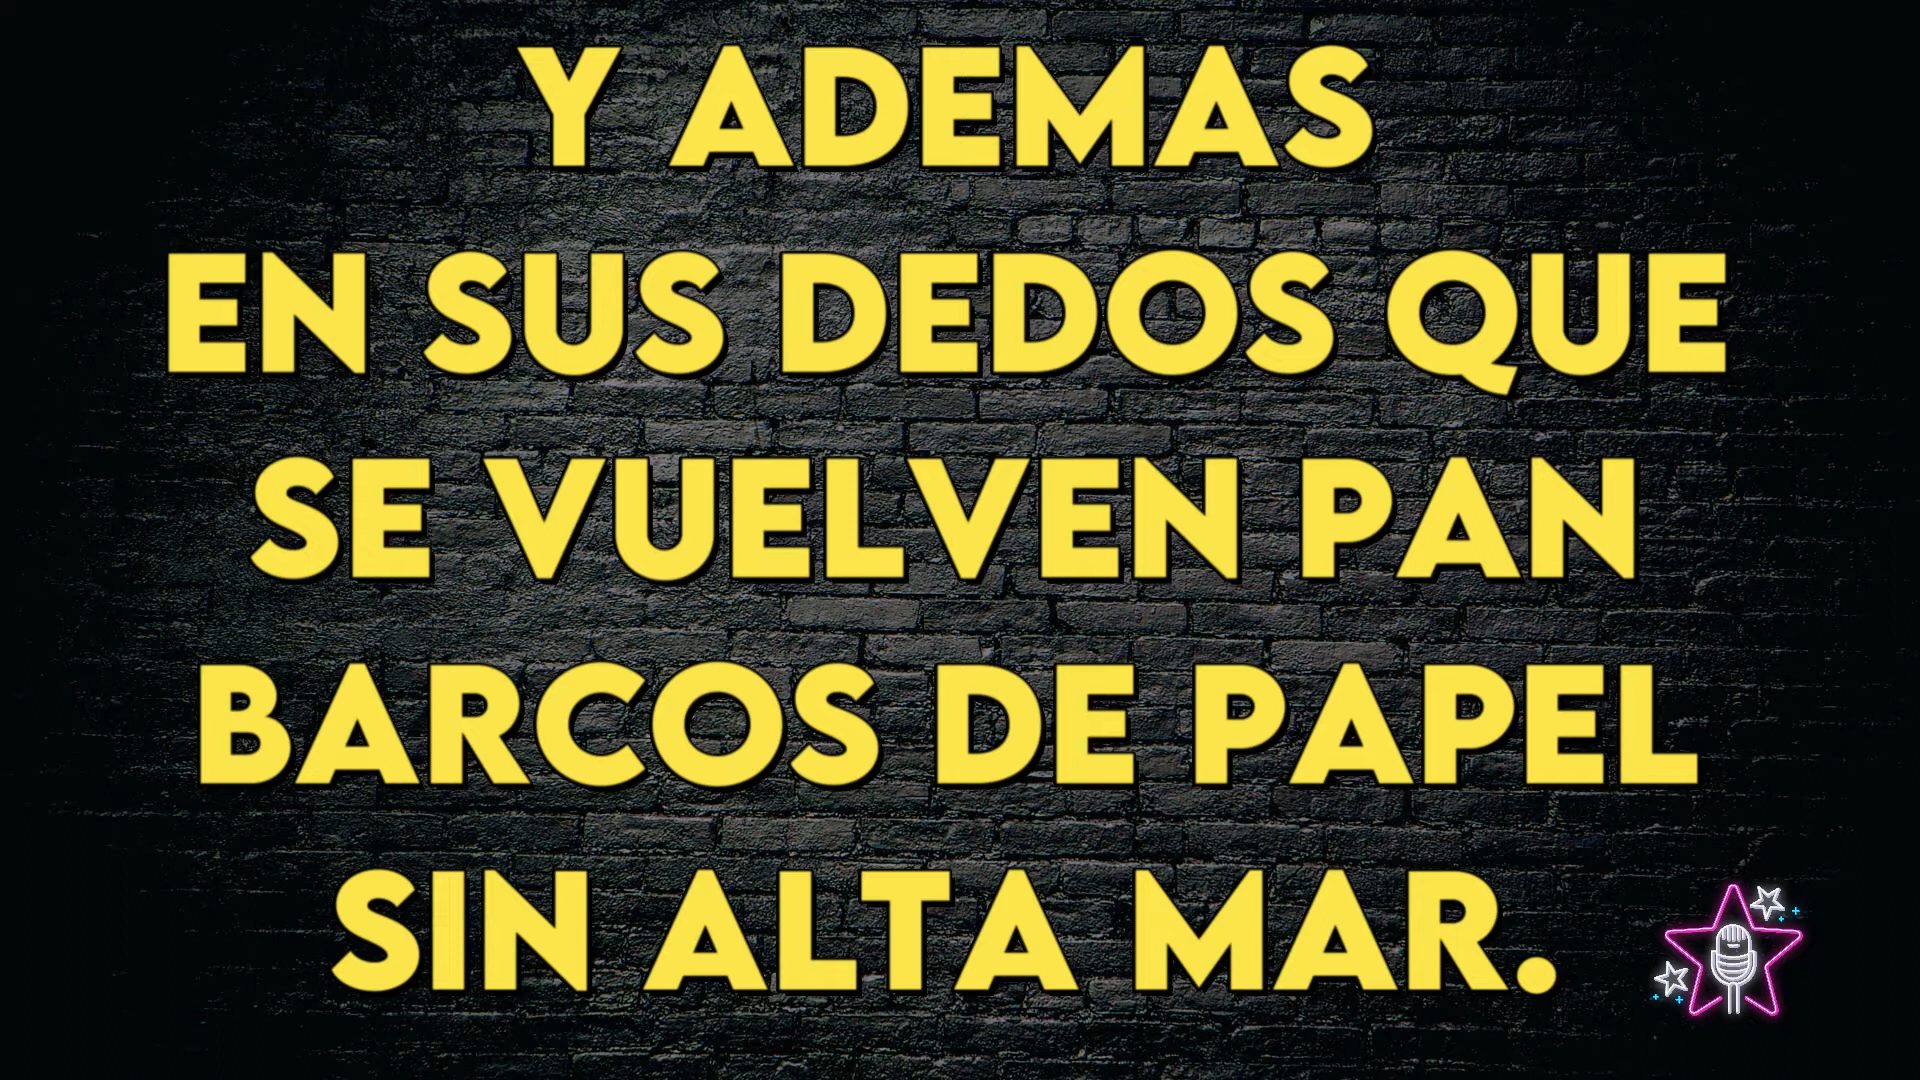 Y ADEMAS
EN SUS DEDOS QUE
SE VUELVEN PAN
BARCOS DE PAPEL
SIN ALTA MAR.